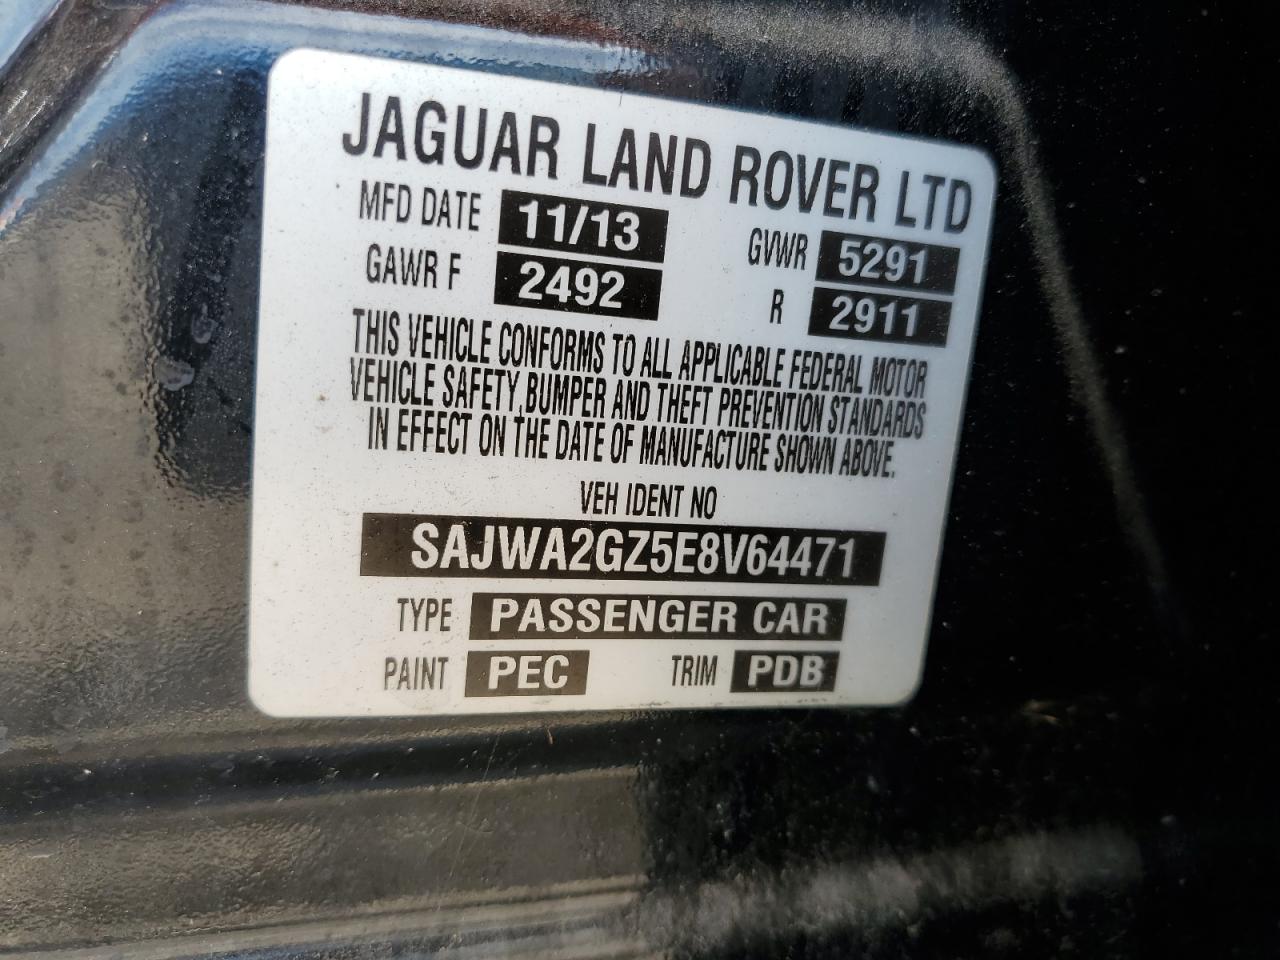 JAGUAR LAND ROVER LTD
MFD DATE 11/13 GVWR 5291
GAWR F 2492 R 2911
THIS VEHICLE CONFORMS TO ALL APPLICABLE FEDERAL MOTOR
VEHICLE SAFETY, BUMPER AND THEFT PREVENTION STANDARDS
IN EFFECT ON THE DATE OF MANUFACTURE SHOWN ABOVE.
VEH IDENT NO
SAJWA2GZ5E8V64471
TYPE PASSENGER CAR
PAINT PEC TRIM PDB